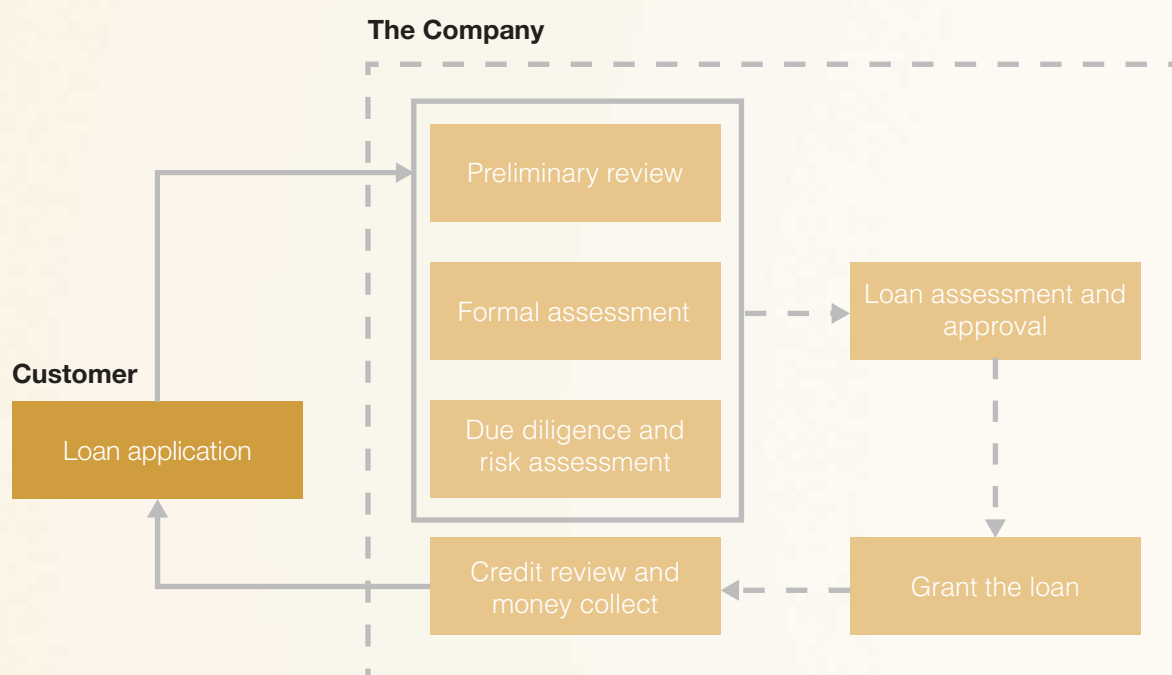 The Company
Preliminary review
Formal assessment
Loan assessment and
approval
Customer
Loan application
Due diligence and
risk assessment
Credit review and
money collect
Grant the loan